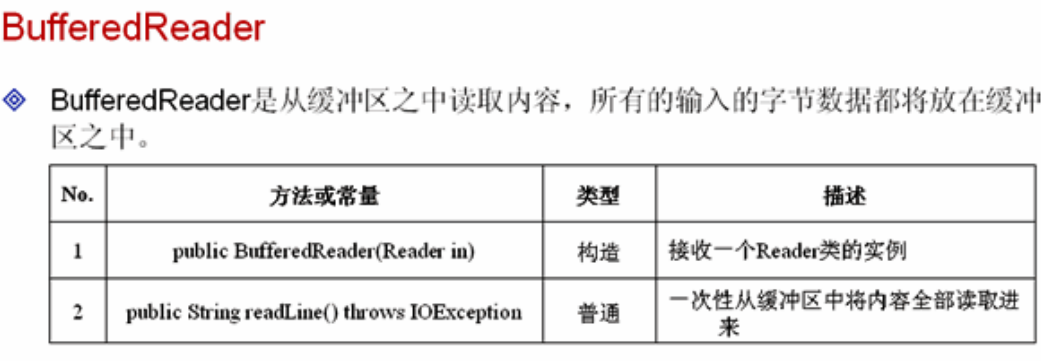 BufferedReader
BufferedReader是从缓冲区之中读取内容，所有的输入的字节数据都将放在缓冲
区之中。
No. 方法或常量 类型 描述
1 public BufferedReader(Reader in) 构造 接收一个Reader类的实例
2 public String readLine() throws IOException 普通 一次性从缓冲区中将内容全部读取进
来